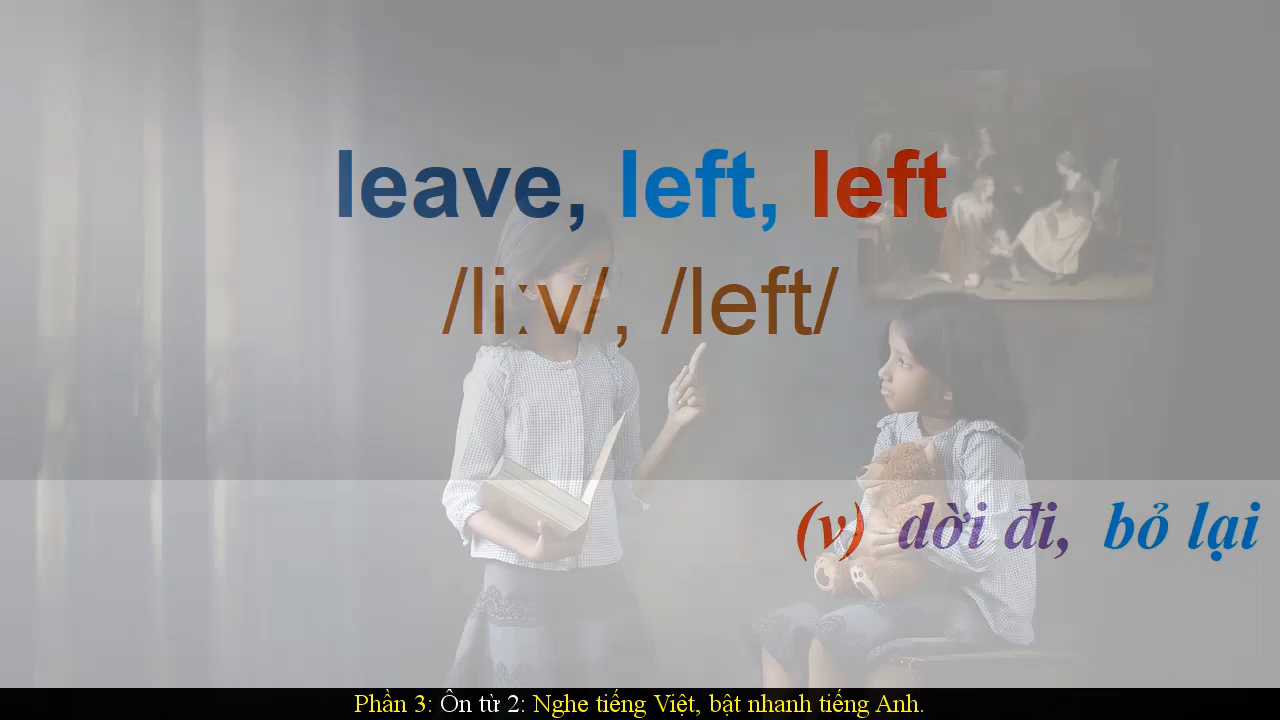 leave, left, left
/liːv/, /left/
(v) dời đi, bỏ lại
Phần 3: Ôn từ 2: Nghe tiếng Việt, bật nhanh tiếng Anh.